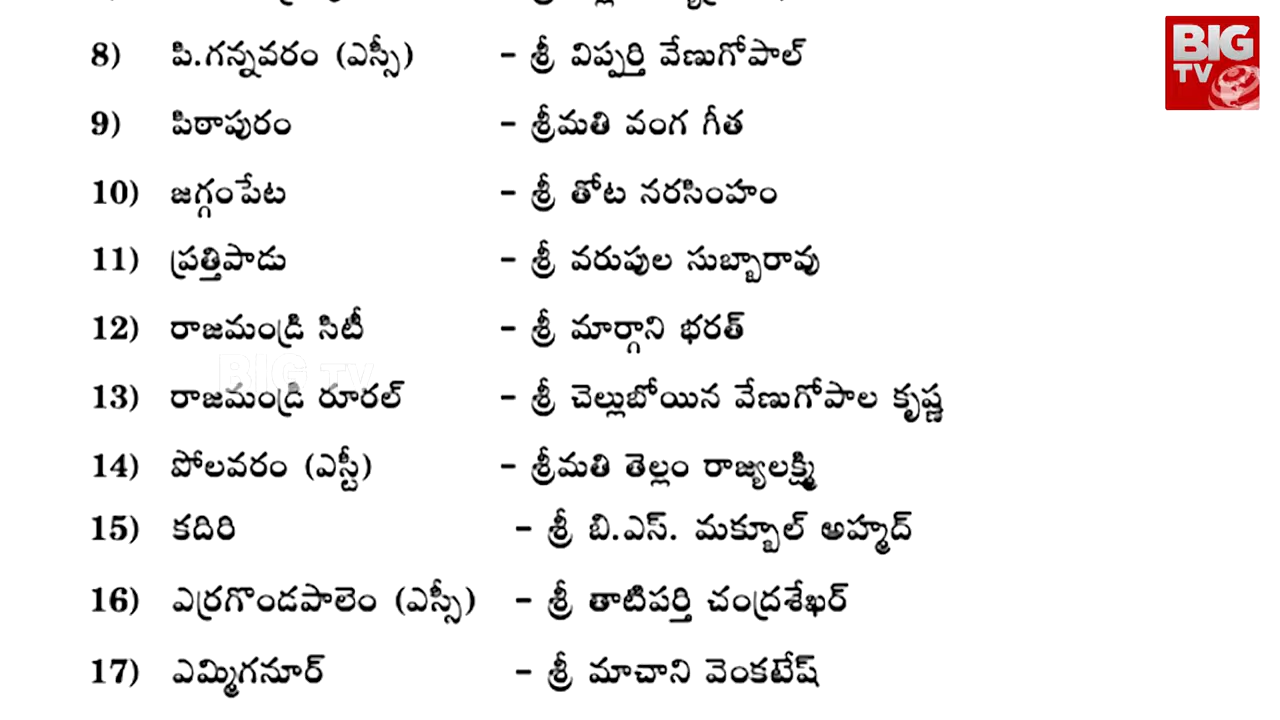 8) పి.గన్నవరం (ఎస్సీ) - శ్రీ విప్పర్తి వేణుగోపాల్
9) పిఠాపురం - శ్రీమతి వంగ గీత
10) జగ్గంపేట - శ్రీ తోట నరసింహం
11) ప్రత్తిపాడు - శ్రీ వరుపుల సుబ్బారావు
12) రాజమండ్రి సిటీ - శ్రీ మార్గాని భరత్
13) రాజమండ్రి రూరల్ - శ్రీ చెల్లుబోయిన వేణుగోపాల కృష్ణ
14) పోలవరం (ఎస్టీ) - శ్రీమతి తెల్లం రాజ్యలక్ష్మి
15) కదిరి - శ్రీ బి.ఎస్. మక్బూల్ అహ్మద్
16) ఎర్రగొండపాలెం (ఎస్సీ) - శ్రీ తాటిపర్తి చంద్రశేఖర్
17) ఎమ్మిగనూర్ - శ్రీ మాచాని వెంకటేష్
BIG
TV
BIG TV